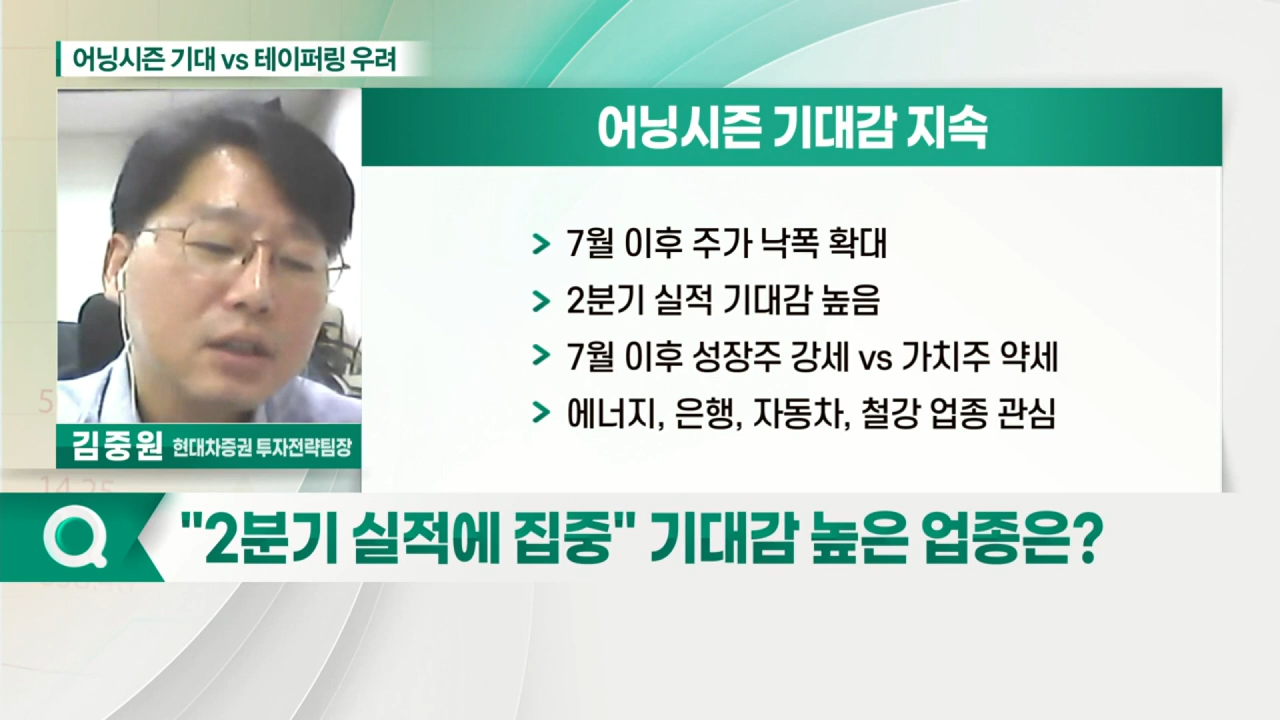 어닝시즌 기대 vs 테이퍼링 우려
어닝시즌 기대감 지속
7월 이후 주가 낙폭 확대
2분기 실적 기대감 높음
7월 이후 성장주 강세 vs 가치주 약세
에너지, 은행, 자동차, 철강 업종 관심
김중원 현대차증권 투자전략팀장
"2분기 실적에 집중" 기대감 높은 업종은?